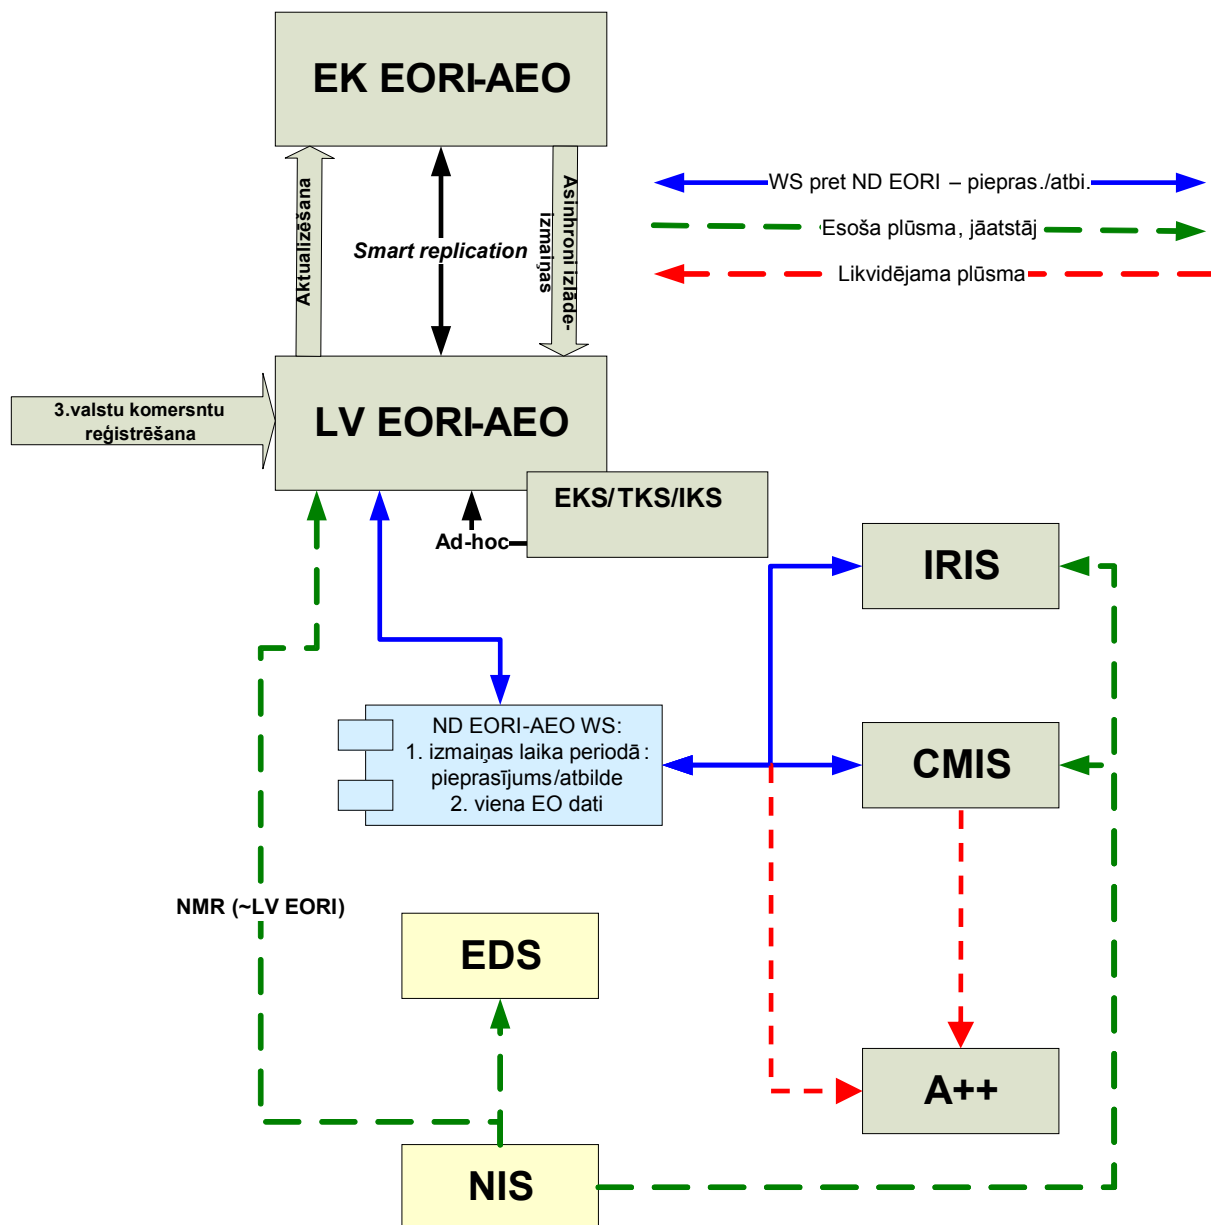 EK EORI-AEO
Aktualizēšana
Smart replication
Asinhroni izlāde-
izmaiņas
WS pret ND EORI – piepras./atbi.
Esoša plūsma, jāatstāj
Likvidējama plūsma
3.valstu komersntu
reģistrēšana
LV EORI-AEO
EKS/TKS/IKS
Ad-hoc
IRIS
ND EORI-AEO WS:
1. izmaiņas laika periodā :
pieprasījums/atbilde
2. viena EO dati
CMIS
NMR (~LV EORI)
EDS
A++
NIS